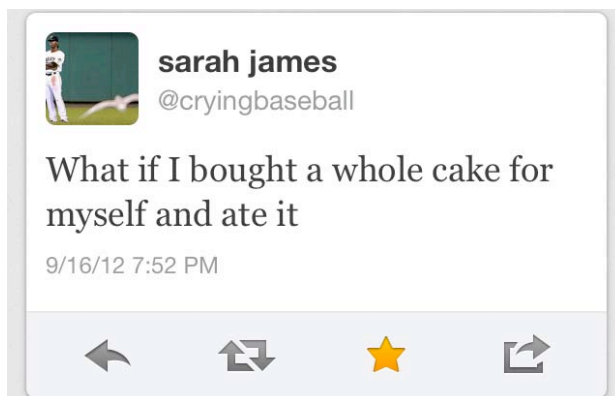 sarah james
@cryingbaseball
What if I bought a whole cake for
myself and ate it
9/16/12 7:52 PM